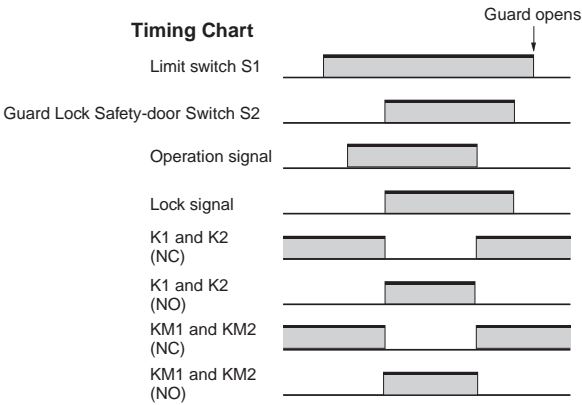 Guard opens
Timing Chart
Limit switch S1
Guard Lock Safety-door Switch S2
Operation signal
Lock signal
K1 and K2
(NC)
K1 and K2
(NO)
KM1 and KM2
(NC)
KM1 and KM2
(NO)